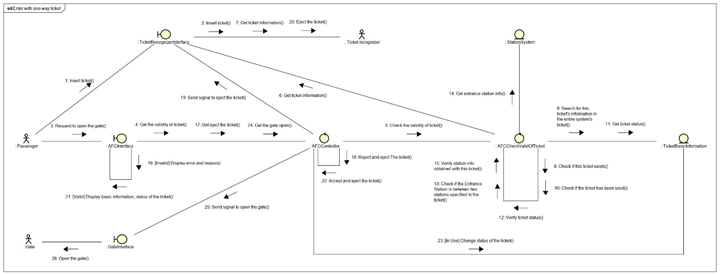 sd Enter with one-way ticket
2: Insert ticket()
7: Get ticket information()
20: Eject the ticket()
: TicketRecognizerInterface
: Ticket recognizer
: StationSystem
1: Insert ticket()
19: Send signal to eject the ticket()
6: Get ticket information()
14: Get entrance station info()
9: Search for this
ticket's information in
the entire system's
ticket()
11: Get ticket status()
3: Request to open the gate()
4: Get the validity of ticket()
17: Get eject the ticket()
24: Get the gate open()
5: Check the validity of ticket()
Passenger
: AFCInterface
: AFCController
: AFCCheckValidOfTicket
: TicketBasicInformation
16: [Invalid] Display error and reason()
18: Reject and eject The ticket()
15: Verify station info
obtained with this ticket()
8: Check if this ticket exists()
13: Check if the Entrance
Station is between two
stations specified in the
ticket()
10: Check if the ticket has been used()
22: Accept and eject the ticket()
21: [Valid] Display basic information, status of the ticket()
12: Verify ticket status()
25: Send signal to open the gate()
23: [In Use] Change status of the ticket()
: Gate
: GateInterface
26: Open the gate()